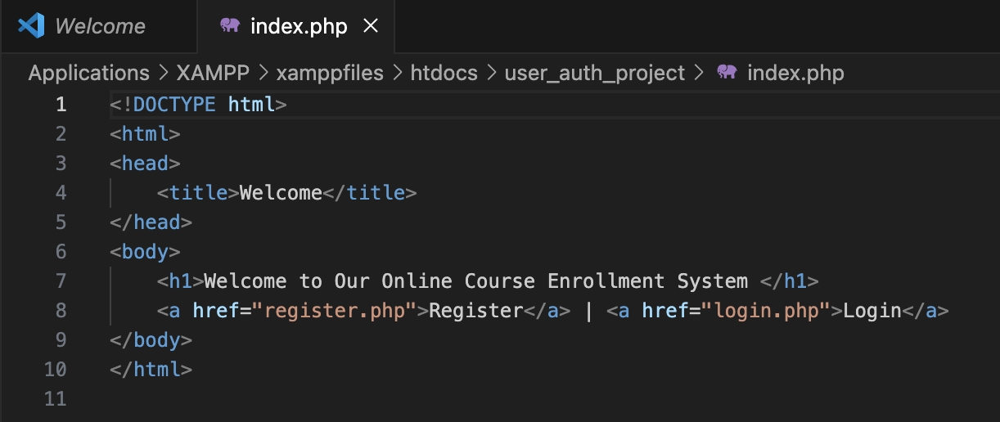 Welcome index.php
Applications > XAMPP > xamppfiles > htdocs > user_auth_project > index.php
1 <!DOCTYPE html>
2 <html>
3 <head>
4     <title>Welcome</title>
5 </head>
6 <body>
7     <h1>Welcome to Our Online Course Enrollment System </h1>
8     <a href="register.php">Register</a> | <a href="login.php">Login</a>
9 </body>
10 </html>
11